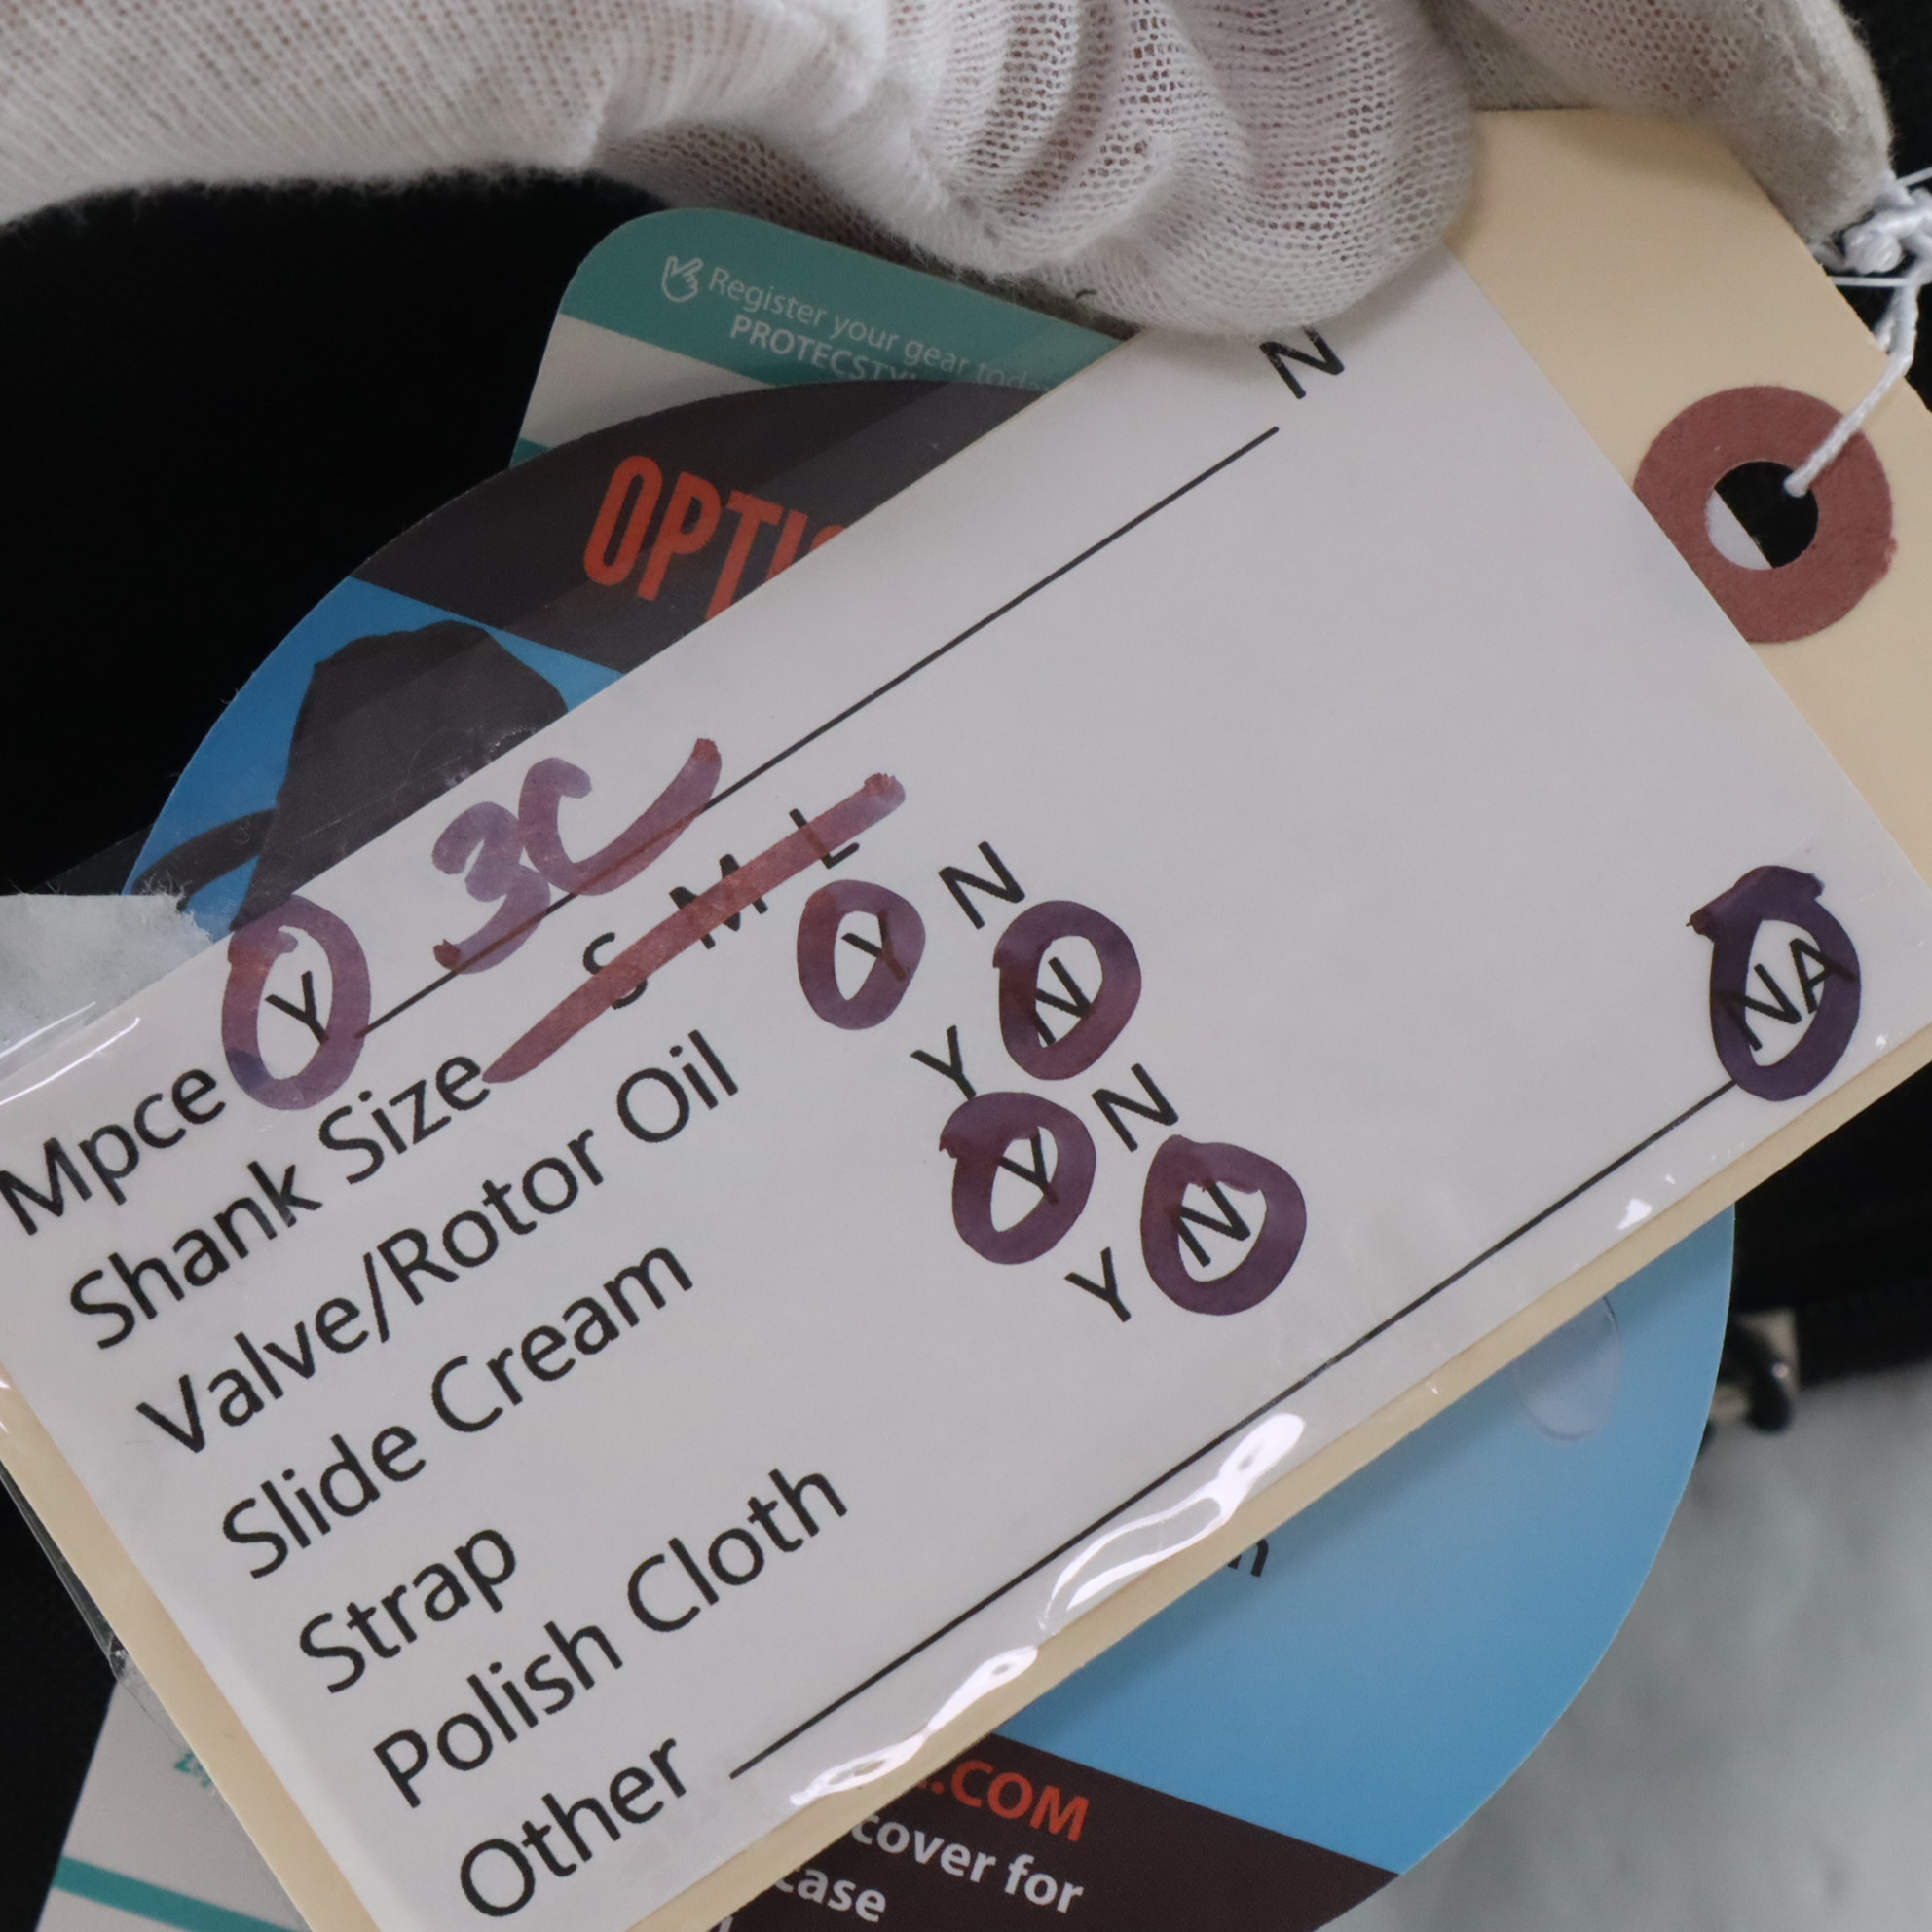 Register your gear today
OPTI
Mpce Y 3C N
Shank Size S M L
Valve/Rotor Oil Y N
Slide Cream Y N
Strap Y N
Polish Cloth Y N
Other NA
.COM
cover for
case